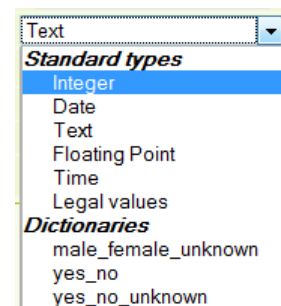 Text
Standard types
Integer
Date
Text
Floating Point
Time
Legal values
Dictionaries
male_female_unknown
yes_no
yes_no_unknown